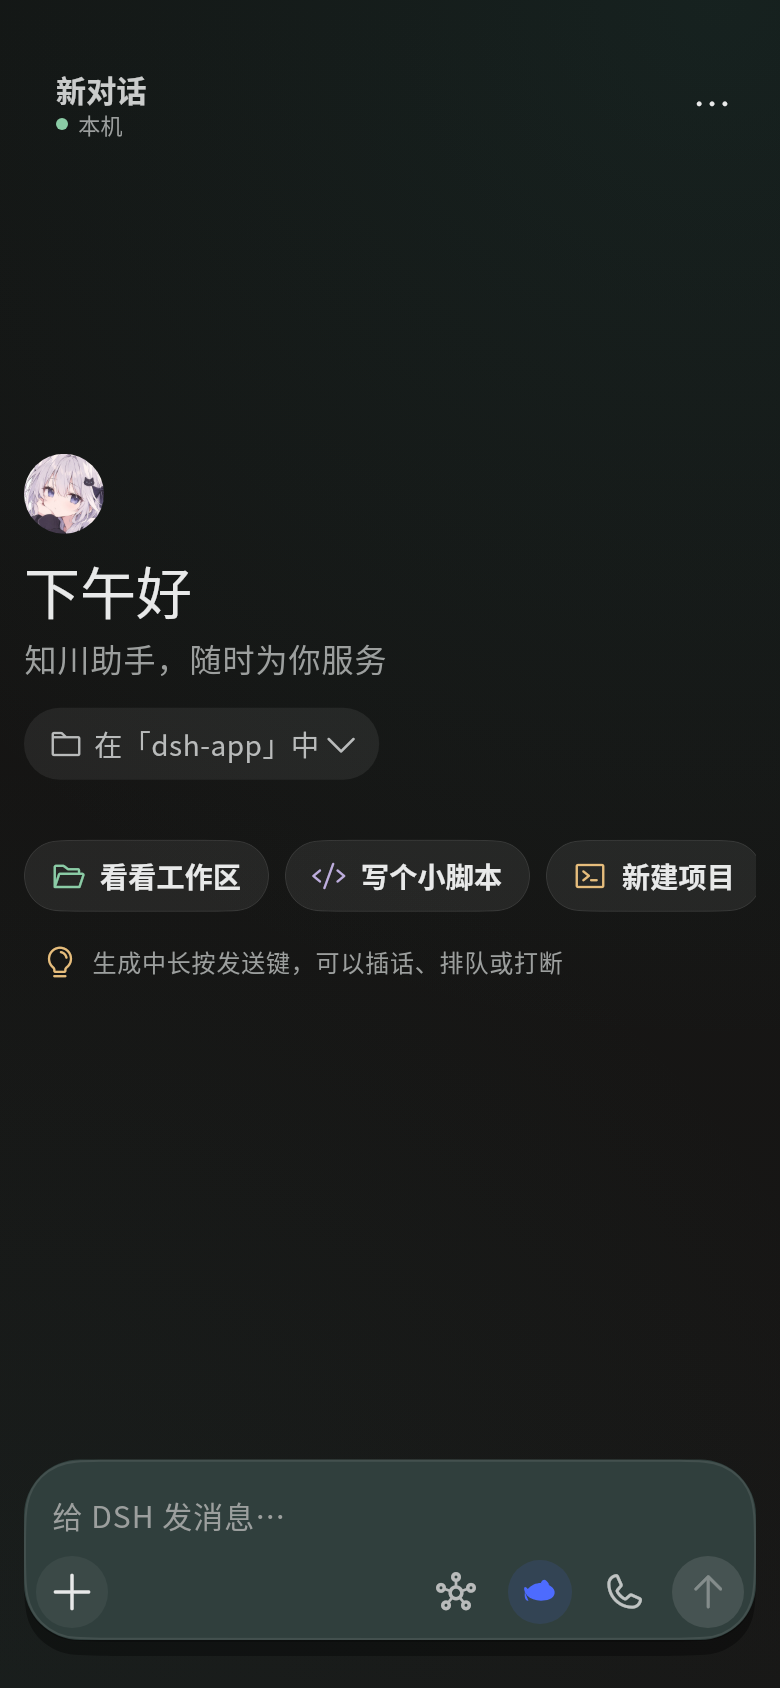 新对话
本机
下午好
知川助手，随时为你服务
在「dsh-app」中
看看工作区
写个小脚本
新建项目
生成中长按发送键，可以插话、排队或打断
给 DSH 发消息…